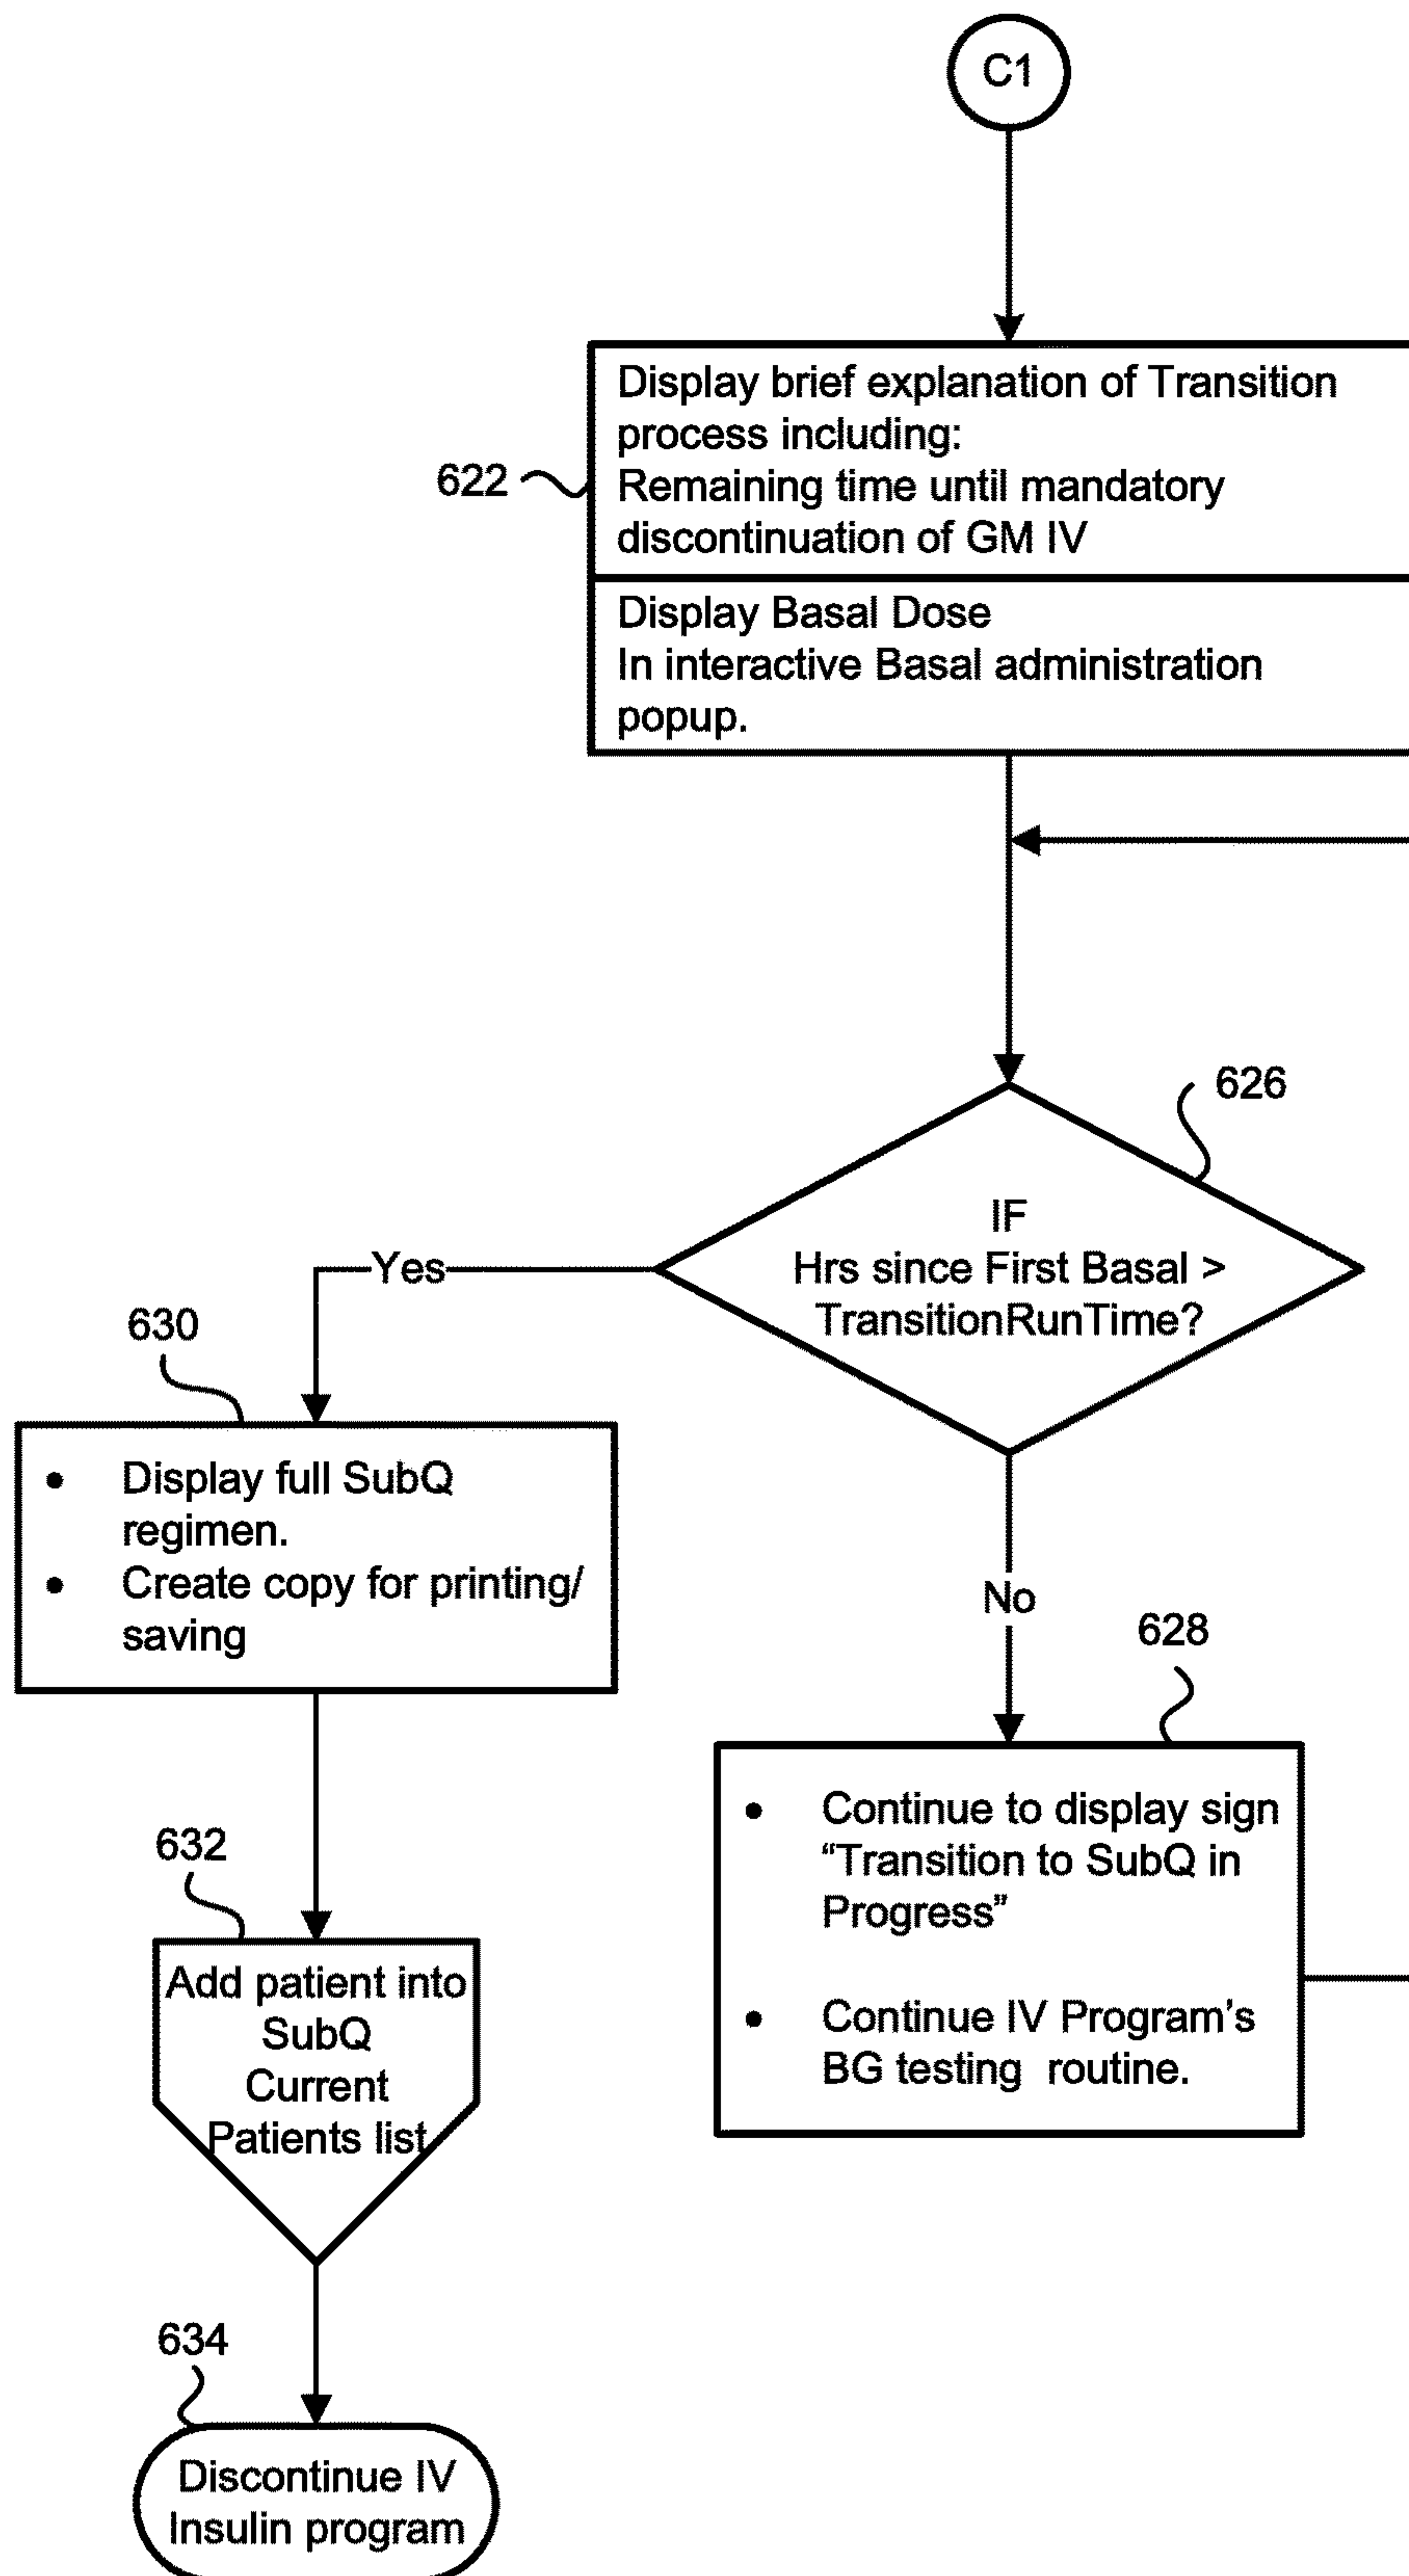 C1
Display brief explanation of Transition
process including:
622
Remaining time until mandatory
discontinuation of GM IV
Display Basal Dose
In interactive Basal administration
popup.
626
IF
Hrs since First Basal >
TransitionRunTime?
Yes
630
Display full SubQ
regimen.
Create copy for printing/
saving
No
628
Continue to display sign
“Transition to SubQ in
Progress”
Continue IV Program’s
BG testing routine.
632
Add patient into
SubQ
Current
Patients list
634
Discontinue IV
Insulin program